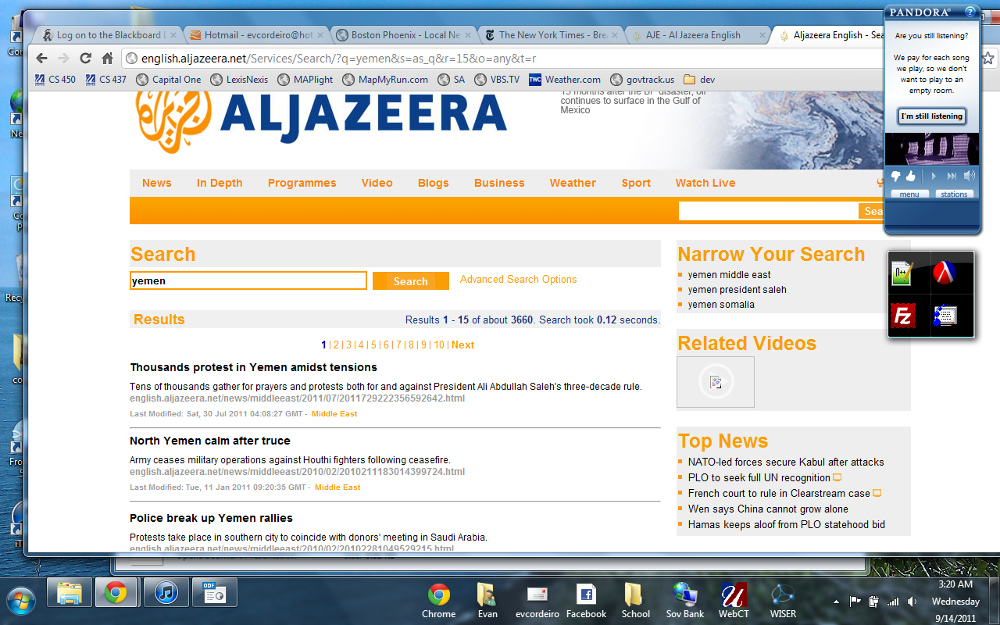 Log on to the Blackboard L
Hotmail - evcordeiro@hot
Boston Phoenix - Local Ne
The New York Times - Bre
AJE - Al Jazeera English
Aljazeera English - Sea
english.aljazeera.net/Services/Search/?q=yemen&s=as_q&r=15&o=any&t=r
CS 450
CS 437
Capital One
LexisNexis
MAPlight
MapMyRun.com
SA
VBS.TV
TWC
Weather.com
govtrack.us
dev
ALJAZEERA
15 months after the BP disaster, oil
continues to surface in the Gulf of
Mexico
News
In Depth
Programmes
Video
Blogs
Business
Weather
Sport
Watch Live
Sea
Search
yemen
Search
Advanced Search Options
Results
Results 1 - 15 of about 3660. Search took 0.12 seconds.
1 | 2 | 3 | 4 | 5 | 6 | 7 | 8 | 9 | 10 | Next
Thousands protest in Yemen amidst tensions
Tens of thousands gather for prayers and protests both for and against President Ali Abdullah Saleh's three-decade rule.
english.aljazeera.net/news/middleeast/2011/07/2011729222356592642.html
Last Modified: Sat, 30 Jul 2011 04:08:27 GMT - Middle East
North Yemen calm after truce
Army ceases military operations against Houthi fighters following ceasefire.
english.aljazeera.net/news/middleeast/2010/02/2010211183014399724.html
Last Modified: Tue, 11 Jan 2011 09:20:35 GMT - Middle East
Police break up Yemen rallies
Protests take place in southern city to coincide with donors' meeting in Saudi Arabia.
english.aljazeera.net/news/middleeast/2010/02/20102281049529215.html
Narrow Your Search
yemen middle east
yemen president saleh
yemen somalia
Related Videos
Top News
NATO-led forces secure Kabul after attacks
PLO to seek full UN recognition
French court to rule in Clearstream case
Wen says China cannot grow alone
Hamas keeps aloof from PLO statehood bid
PANDORA
?
Are you still listening?
We pay for each song
we play, so we don't
want to play to an
empty room.
I'm still listening
menu
stations
Fz
ODF
Chrome
Evan
evcordeiro
Facebook
School
Sov Bank
WebCT
WISER
3:20 AM
Wednesday
9/14/2011